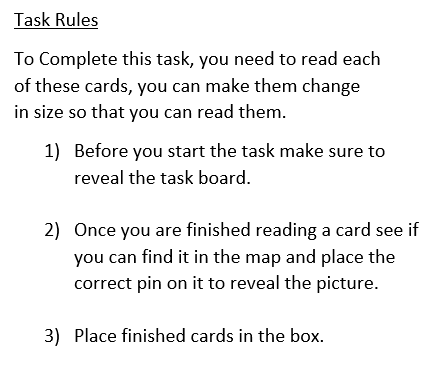 Task Rules
To Complete this task, you need to read each
of these cards, you can make them change
in size so that you can read them.
1) Before you start the task make sure to
reveal the task board.
2) Once you are finished reading a card see if
you can find it in the map and place the
correct pin on it to reveal the picture.
3) Place finished cards in the box.